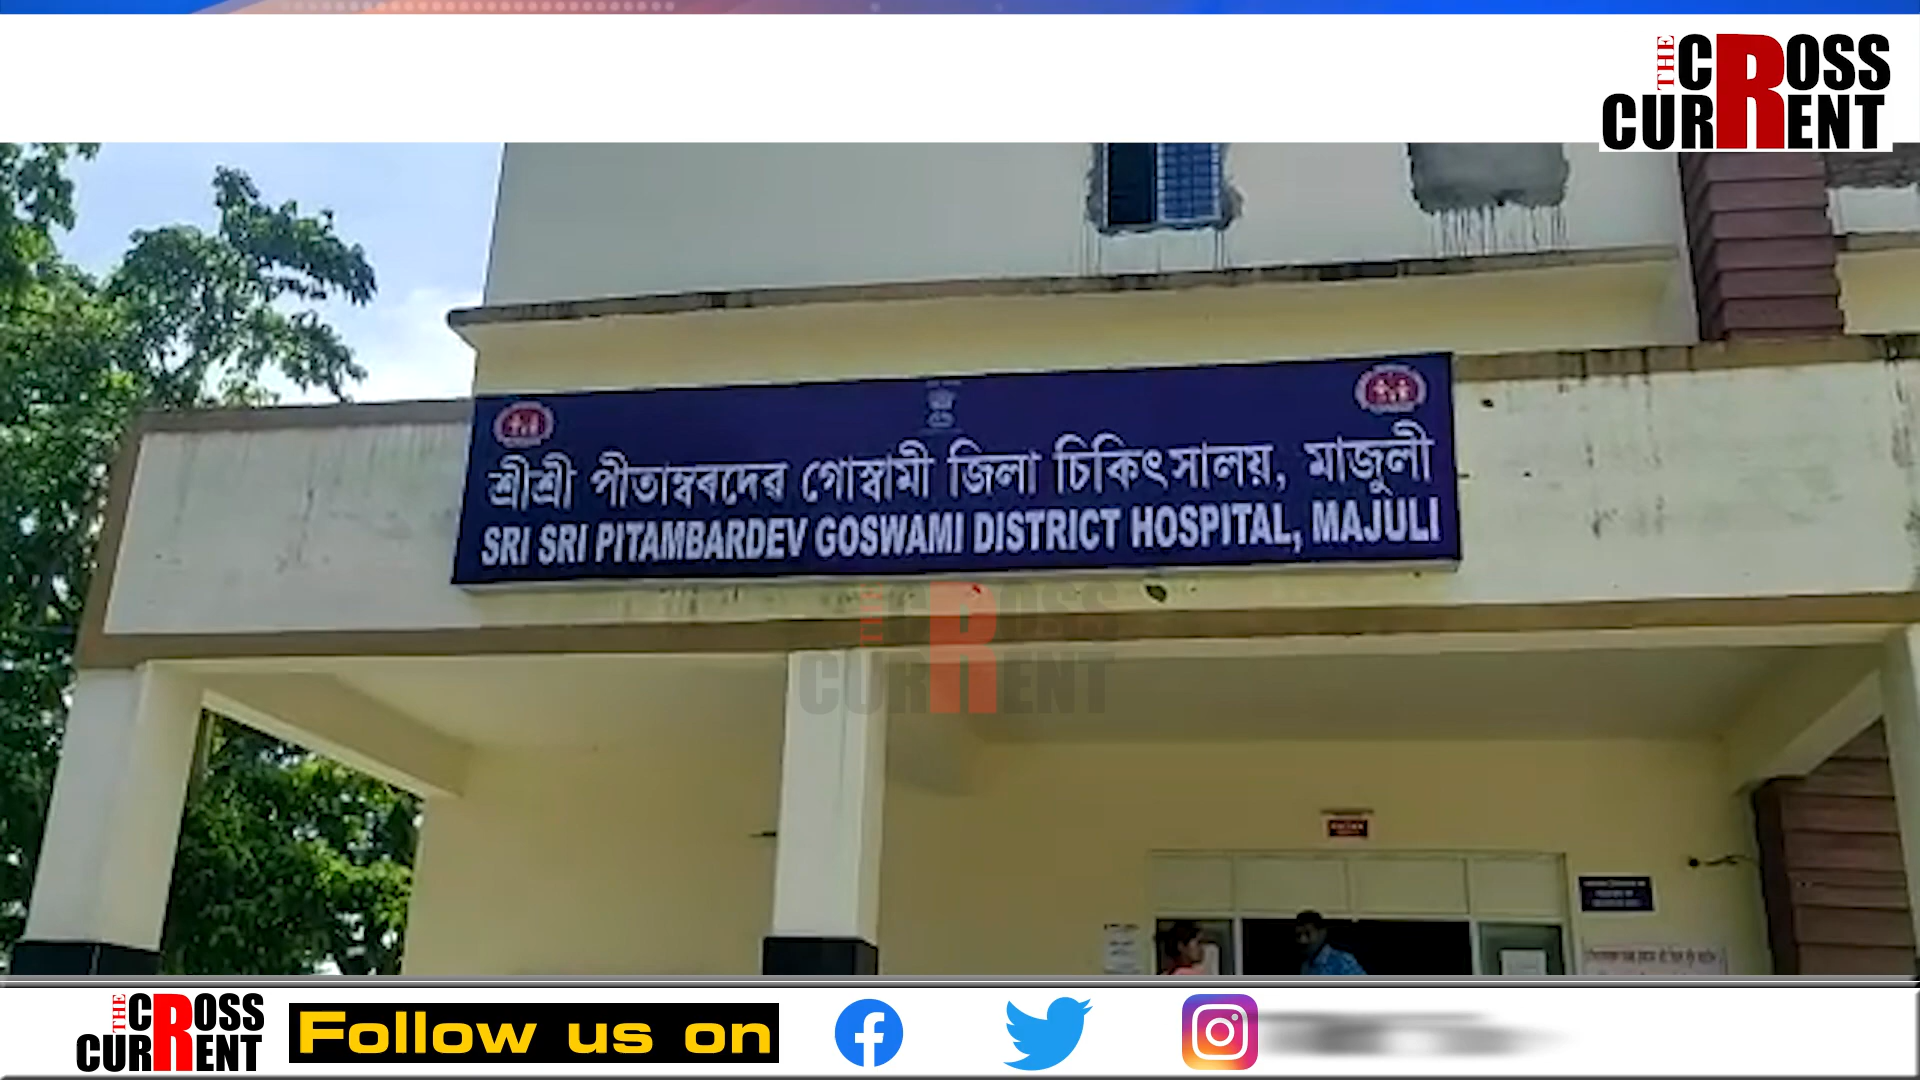 THE CROSS
CURRENT
শ্ৰীশ্ৰী পীতাম্বৰদেৱ গোস্বামী জিলা চিকিৎসালয়, মাজুলী
SRI SRI PITAMBARDEV GOSWAMI DISTRICT HOSPITAL, MAJULI
THE CROSS
CURRENT
THE CROSS
CURRENT
Follow us on